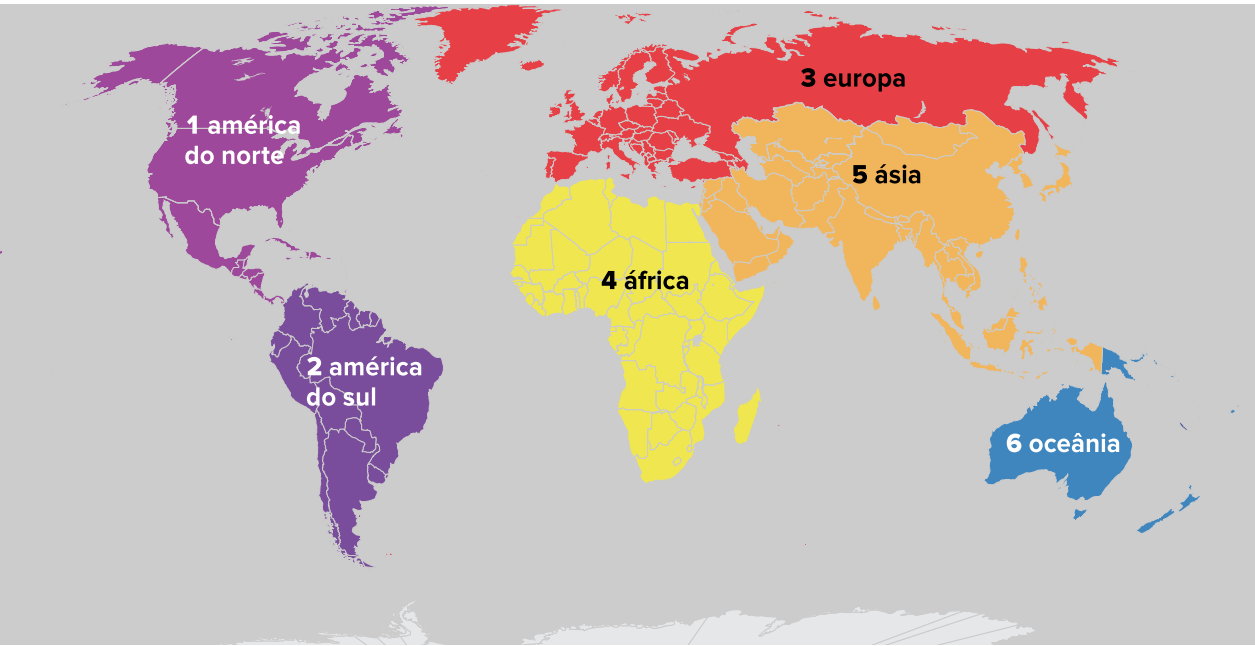 1 américa
do norte
2 américa
do sul
3 europa
4 áfrica
5 ásia
6 oceânia